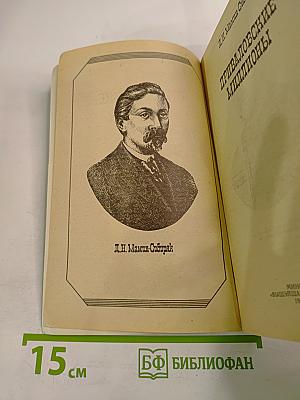 Д. Н. Мамин-Сибиряк
ПРИВАЛОВСКИЕ
МИЛЛИОНЫ
15 см
БФ БИБЛИОФАН